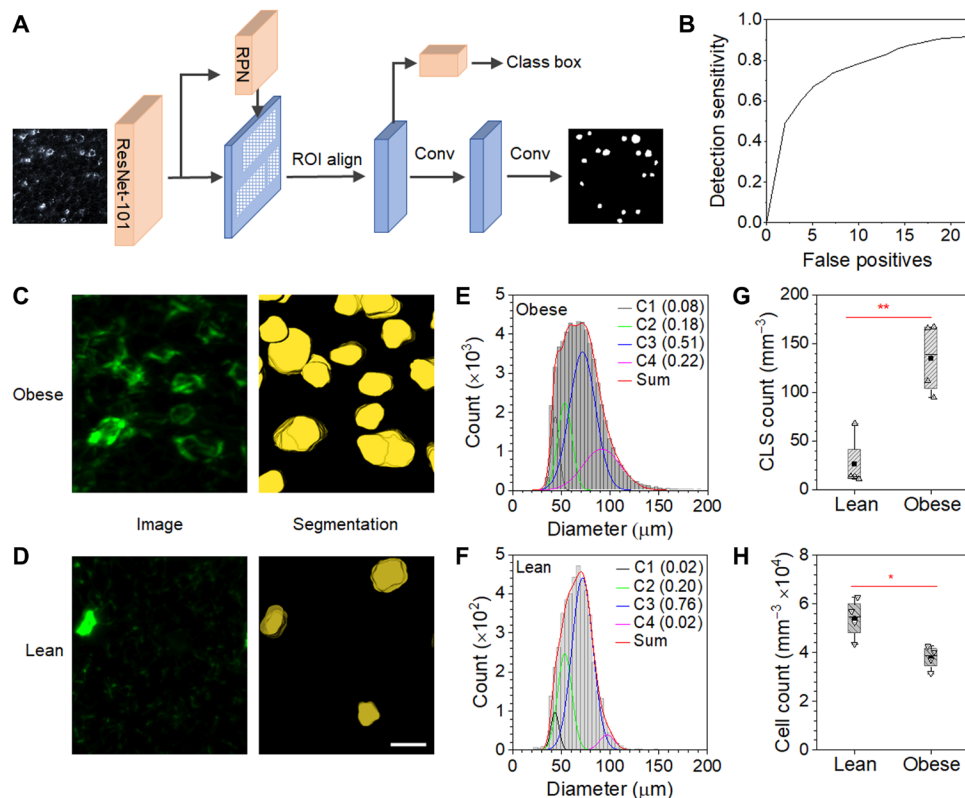 A
ResNet-101
RPN
ROI align
Conv
Conv
Class box
B
Detection sensitivity
1.0
0.8
0.6
0.4
0.2
0.0
0 5 10 15 20
False positives
C
Obese
Image
Segmentation
D
Lean
E
Obese
C1 (0.08)
C2 (0.18)
C3 (0.51)
C4 (0.22)
Sum
Count (×10³)
5
4
3
2
1
0
0 50 100 150 200
Diameter (μm)
F
Lean
C1 (0.02)
C2 (0.20)
C3 (0.76)
C4 (0.02)
Sum
Count (×10²)
5
4
3
2
1
0
0 50 100 150 200
Diameter (μm)
G
CLS count (mm⁻³)
200
150
100
50
0
**
Lean Obese
H
Cell count (mm⁻³ ×10⁴)
8
6
4
2
0
*
Lean Obese